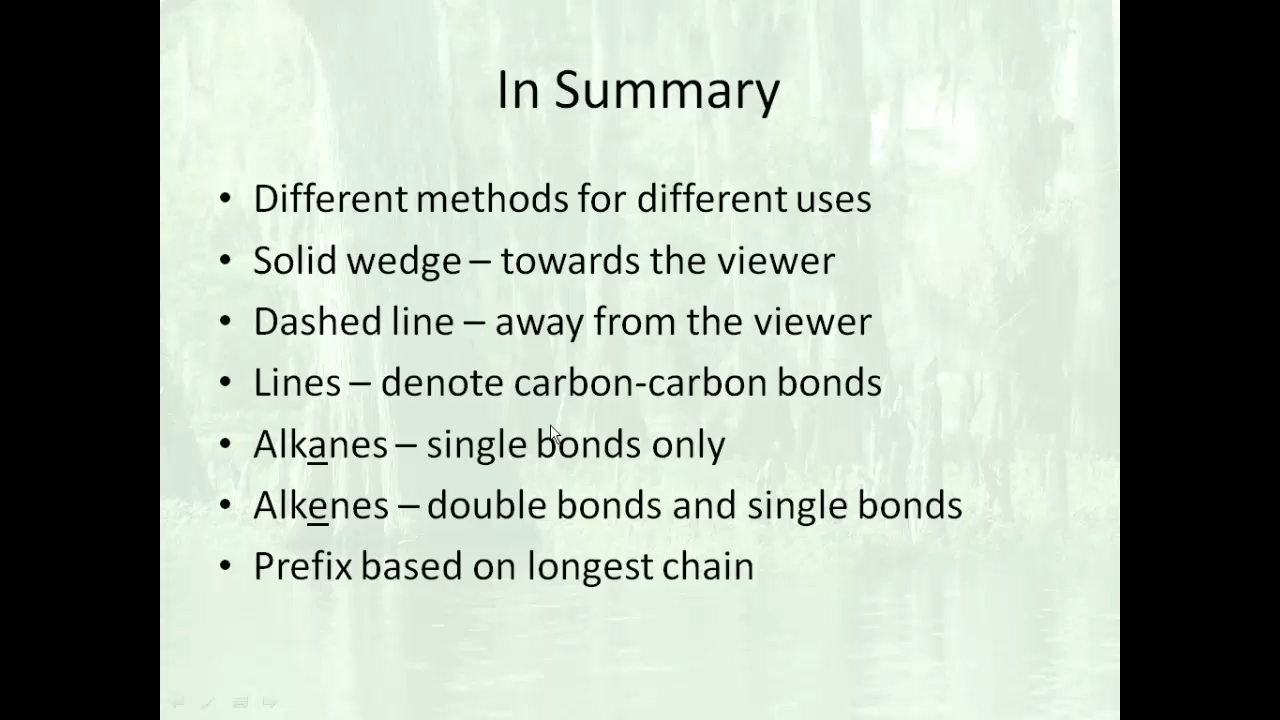 In Summary
• Different methods for different uses
• Solid wedge – towards the viewer
• Dashed line – away from the viewer
• Lines – denote carbon-carbon bonds
• Alkanes – single bonds only
• Alkenes – double bonds and single bonds
• Prefix based on longest chain